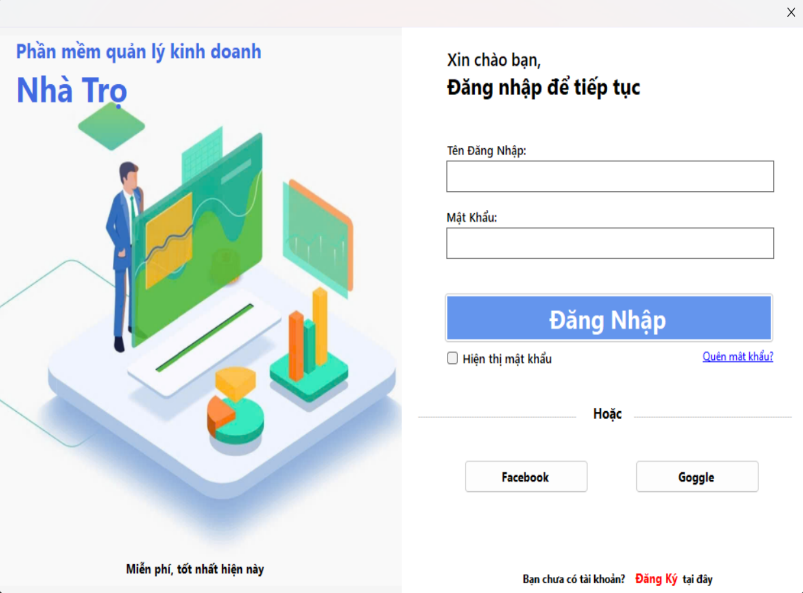 X
Phần mềm quản lý kinh doanh
Nhà Trọ
Miễn phí, tốt nhất hiện này
Xin chào bạn,
Đăng nhập để tiếp tục
Tên Đăng Nhập:
Mật Khẩu:
Đăng Nhập
Hiện thị mật khẩu
Quên mât khẩu?
Hoặc
Facebook
Goggle
Bạn chưa có tài khoản? Đăng Ký tại đây